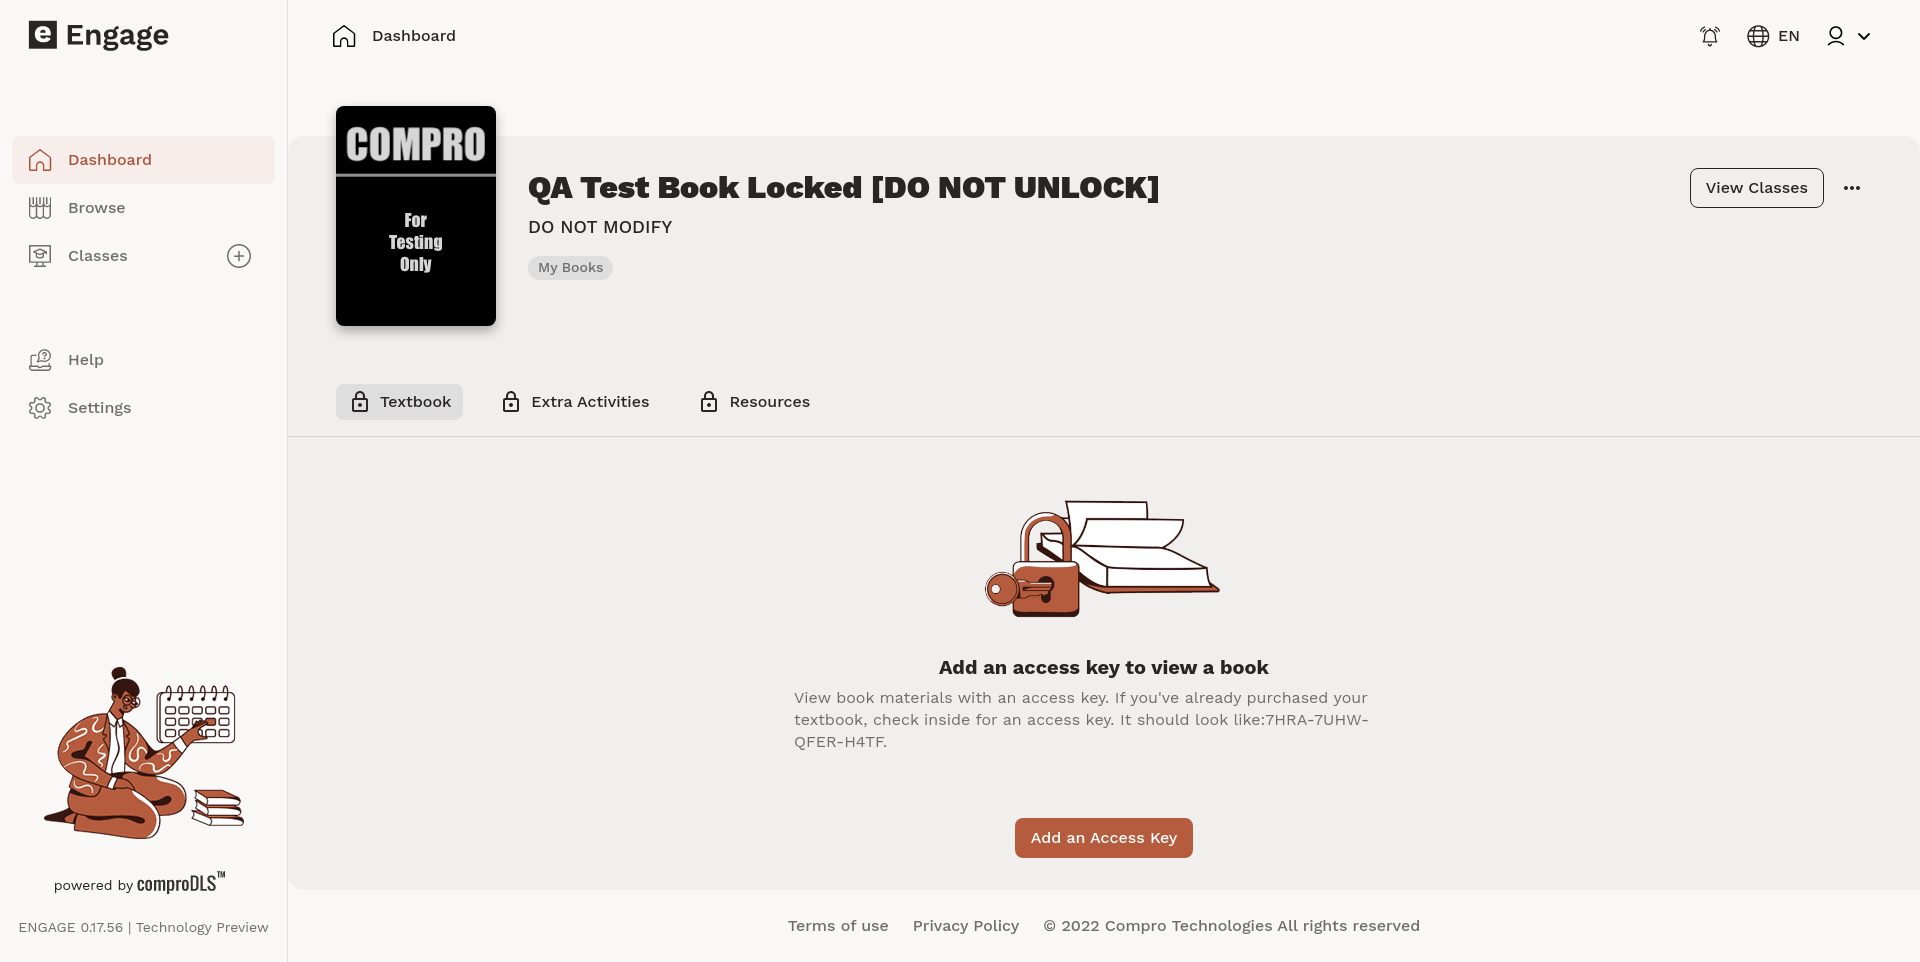 e Engage
Dashboard
EN
Dashboard
Browse
Classes
Help
Settings
powered by comproDLS™
ENGAGE 0.17.56 | Technology Preview
COMPRO
For
Testing
Only
QA Test Book Locked [DO NOT UNLOCK]
DO NOT MODIFY
My Books
View Classes
Textbook
Extra Activities
Resources
Add an access key to view a book
View book materials with an access key. If you've already purchased your
textbook, check inside for an access key. It should look like:7HRA-7UHW-
QFER-H4TF.
Add an Access Key
Terms of use
Privacy Policy
© 2022 Compro Technologies All rights reserved